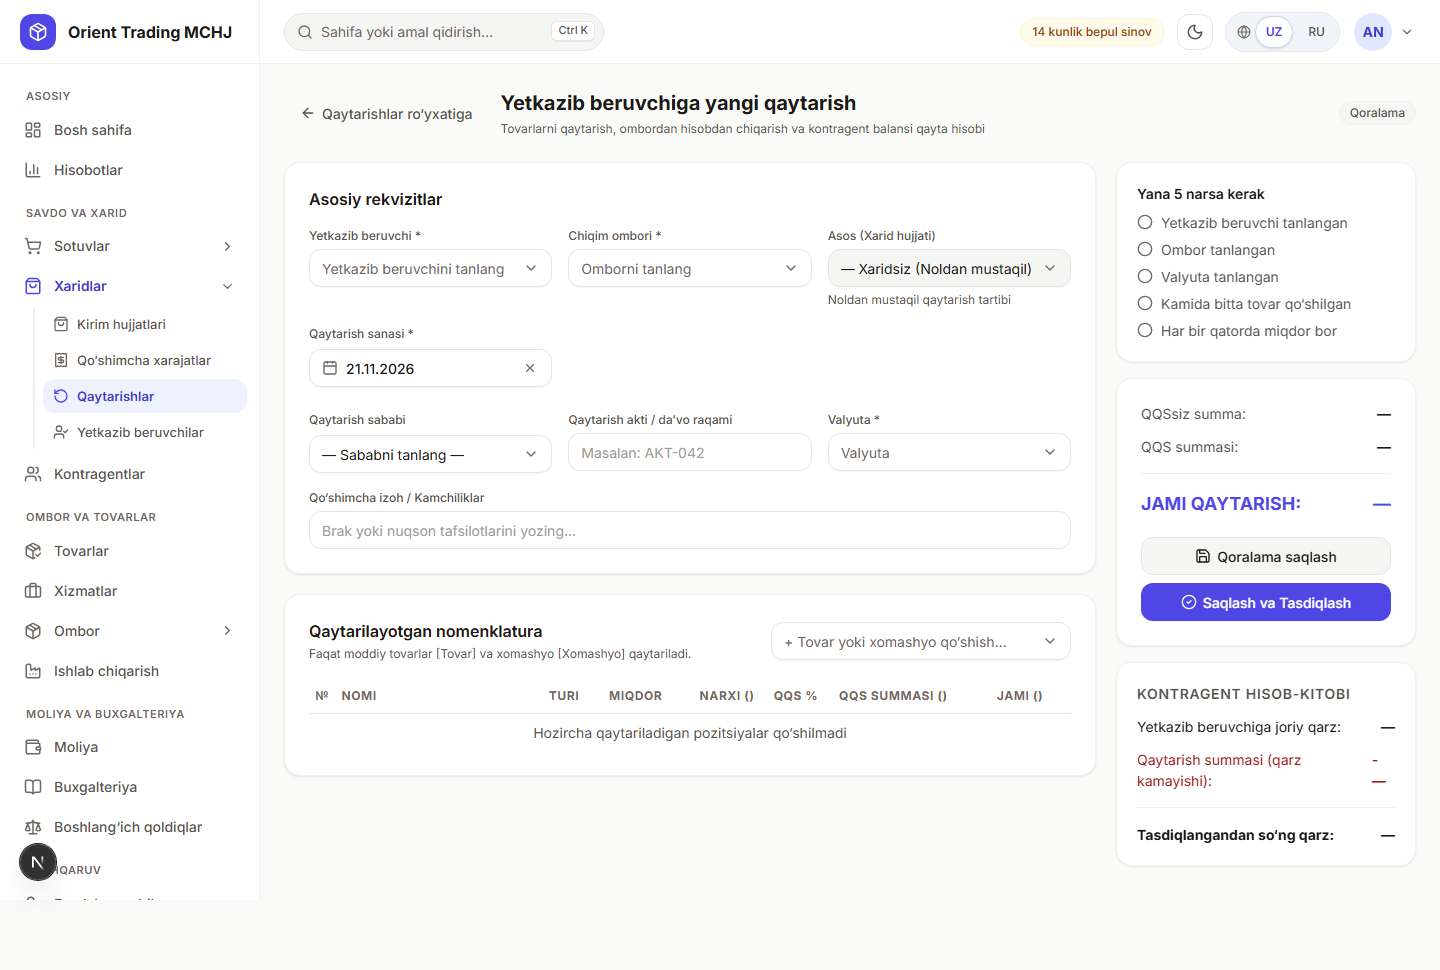 Orient Trading MCHJ
Sahifa yoki amal qidirish...
Ctrl K
14 kunlik bepul sinov
UZ
RU
AN
ASOSIY
Bosh sahifa
Hisobotlar
SAVDO VA XARID
Sotuvlar
Xaridlar
Kirim hujjatlari
Qo‘shimcha xarajatlar
Qaytarishlar
Yetkazib beruvchilar
Kontragentlar
OMBOR VA TOVARLAR
Tovarlar
Xizmatlar
Ombor
Ishlab chiqarish
MOLIYA VA BUXGALTERIYA
Moliya
Buxgalteriya
Boshlang‘ich qoldiqlar
N
Qaytarishlar ro‘yxatiga
Yetkazib beruvchiga yangi qaytarish
Tovarlarni qaytarish, ombordan hisobdan chiqarish va kontragent balansi qayta hisobi
Qoralama
Asosiy rekvizitlar
Yetkazib beruvchi *
Chiqim ombori *
Asos (Xarid hujjati)
Yetkazib beruvchini tanlang
Omborni tanlang
— Xaridsiz (Noldan mustaqil)
Noldan mustaqil qaytarish tartibi
Qaytarish sanasi *
21.11.2026
Qaytarish sababi
Qaytarish akti / da’vo raqami
Valyuta *
— Sababni tanlang —
Masalan: AKT-042
Valyuta
Qo‘shimcha izoh / Kamchiliklar
Brak yoki nuqson tafsilotlarini yozing...
Qaytarilayotgan nomenklatura
Faqat moddiy tovarlar [Tovar] va xomashyo [Xomashyo] qaytariladi.
+ Tovar yoki xomashyo qo‘shish...
№ NOMI TURI MIQDOR NARXI () QQS % QQS SUMMASI () JAMI ()
Hozircha qaytariladigan pozitsiyalar qo‘shilmadi
Yana 5 narsa kerak
Yetkazib beruvchi tanlangan
Ombor tanlangan
Valyuta tanlangan
Kamida bitta tovar qo‘shilgan
Har bir qatorda miqdor bor
QQSsiz summa: —
QQS summasi: —
JAMI QAYTARISH: —
Qoralama saqlash
Saqlash va Tasdiqlash
KONTRAGENT HISOB-KITOBI
Yetkazib beruvchiga joriy qarz: —
Qaytarish summasi (qarz -
kamayishi): —
Tasdiqlangandan so‘ng qarz: —